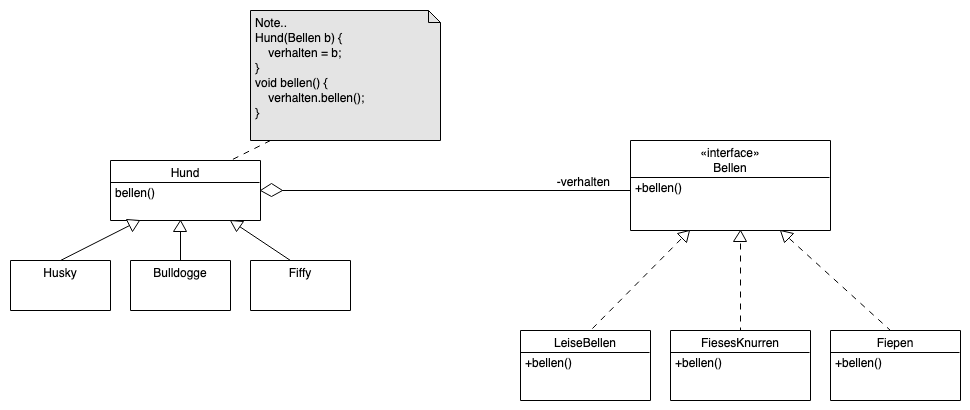 Note..
Hund(Bellen b) {
    verhalten = b;
}
void bellen() {
    verhalten.bellen();
}
Hund
bellen()
-verhalten
«interface»
Bellen
+bellen()
Husky
Bulldogge
Fiffy
LeiseBellen
+bellen()
FiesesKnurren
+bellen()
Fiepen
+bellen()